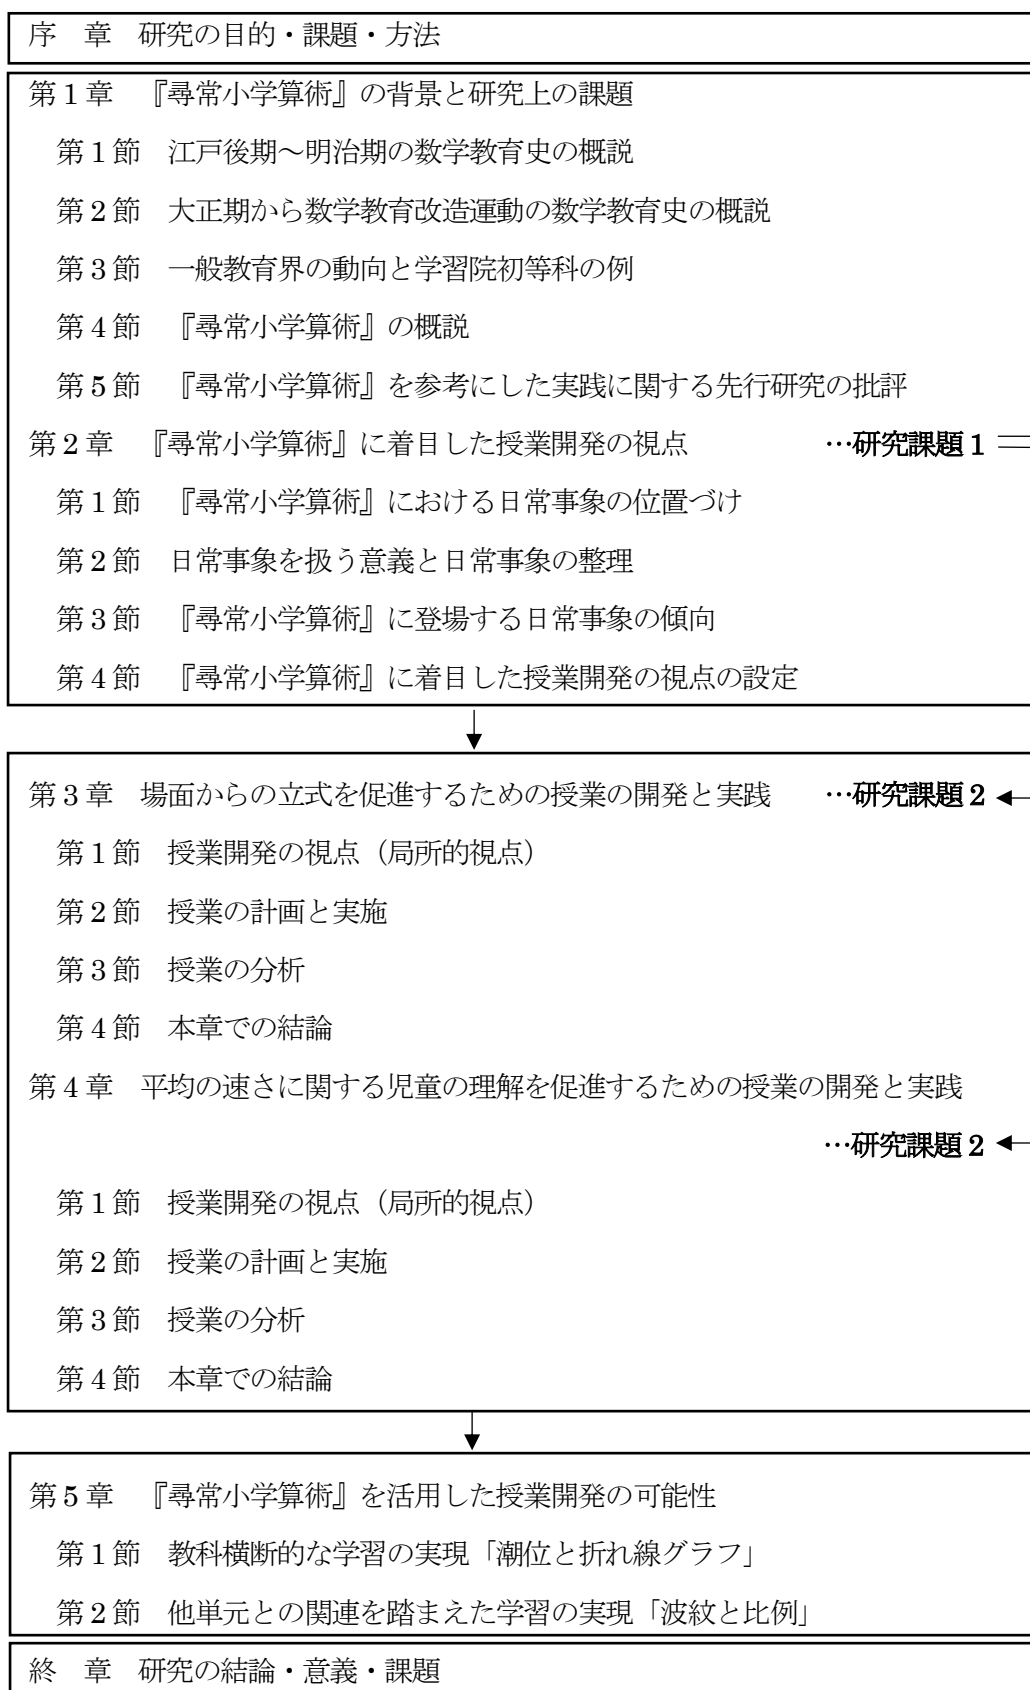 序　章　研究の目的・課題・方法
第1章　『尋常小学算術』の背景と研究上の課題
第1節　江戸後期～明治期の数学教育史の概説
第2節　大正期から数学教育改造運動の数学教育史の概説
第3節　一般教育界の動向と学習院初等科の例
第4節　『尋常小学算術』の概説
第5節　『尋常小学算術』を参考にした実践に関する先行研究の批評
第2章　『尋常小学算術』に着目した授業開発の視点　…研究課題1
第1節　『尋常小学算術』における日常事象の位置づけ
第2節　日常事象を扱う意義と日常事象の整理
第3節　『尋常小学算術』に登場する日常事象の傾向
第4節　『尋常小学算術』に着目した授業開発の視点の設定
第3章　場面からの立式を促進するための授業の開発と実践　…研究課題2
第1節　授業開発の視点（局所的視点）
第2節　授業の計画と実施
第3節　授業の分析
第4節　本章での結論
第4章　平均の速さに関する児童の理解を促進するための授業の開発と実践
…研究課題2
第1節　授業開発の視点（局所的視点）
第2節　授業の計画と実施
第3節　授業の分析
第4節　本章での結論
第5章　『尋常小学算術』を活用した授業開発の可能性
第1節　教科横断的な学習の実現「潮位と折れ線グラフ」
第2節　他単元との関連を踏まえた学習の実現「波紋と比例」
終　章　研究の結論・意義・課題